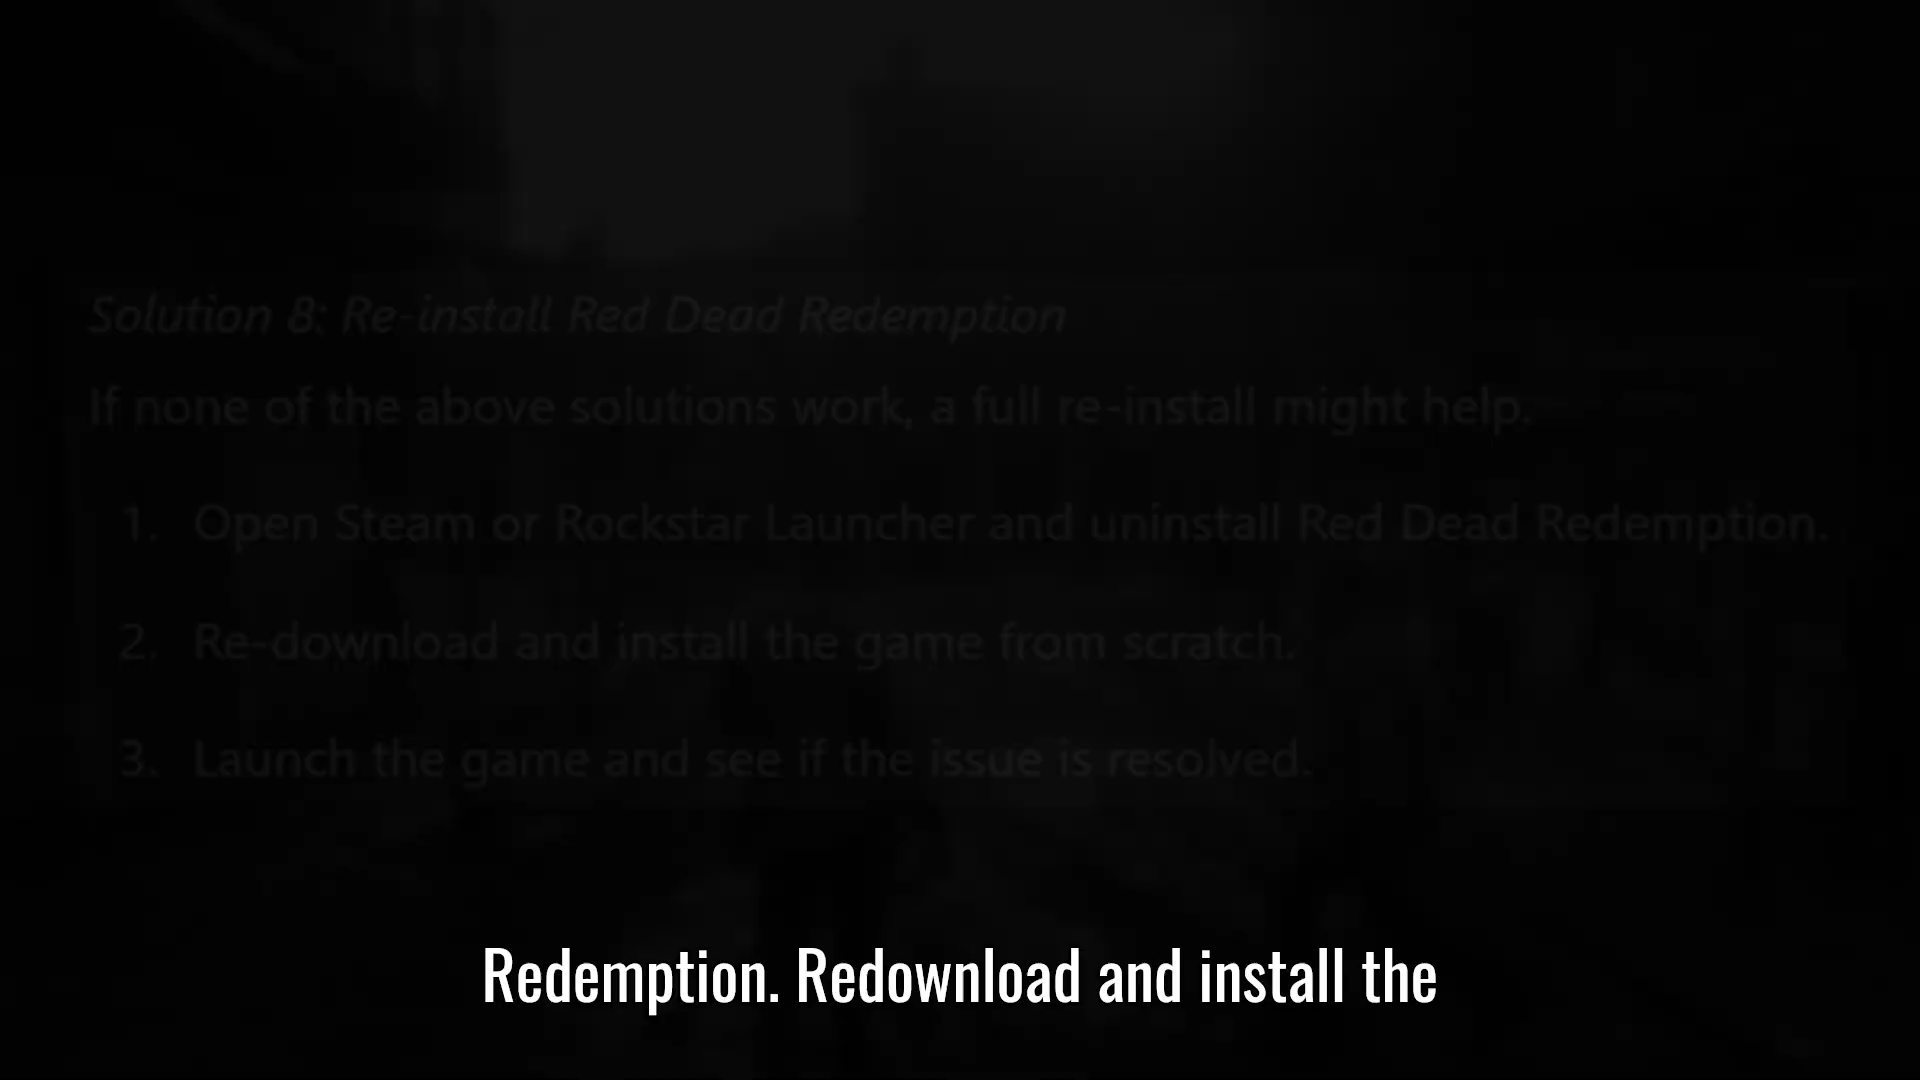 Solution 8: Re-install Red Dead Redemption
If none of the above solutions work, a full re-install might help.
1. Open Steam or Rockstar Launcher and uninstall Red Dead Redemption.
2. Re-download and install the game from scratch.
3. Launch the game and see if the issue is resolved.
Redemption. Redownload and install the